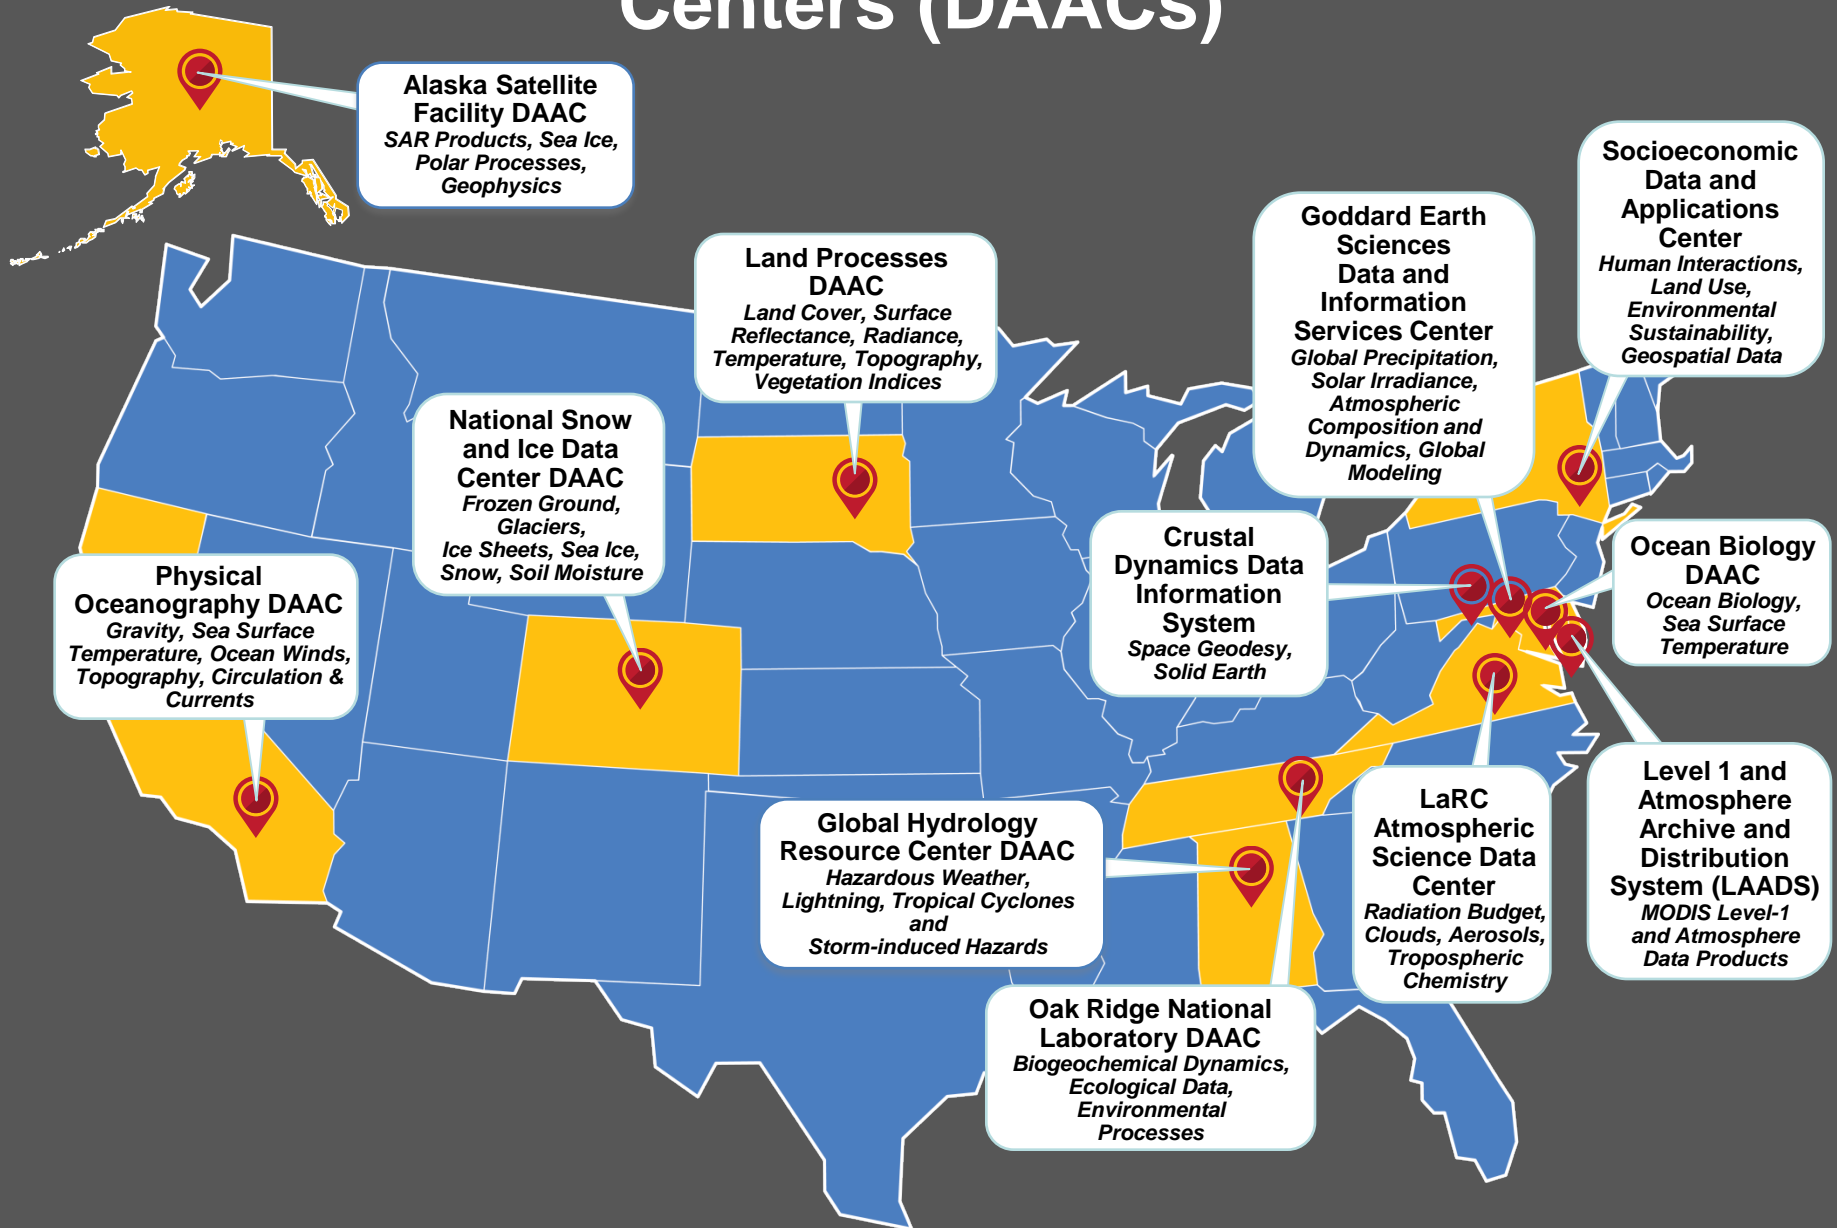 Centers (DAACs)
Alaska Satellite
Facility DAAC
SAR Products, Sea Ice,
Polar Processes,
Geophysics
Socioeconomic
Data and
Applications
Center
Human Interactions,
Land Use,
Environmental
Sustainability,
Geospatial Data
Goddard Earth
Sciences
Data and
Information
Services Center
Global Precipitation,
Solar Irradiance,
Atmospheric
Composition and
Dynamics, Global
Modeling
Land Processes
DAAC
Land Cover, Surface
Reflectance, Radiance,
Temperature, Topography,
Vegetation Indices
National Snow
and Ice Data
Center DAAC
Frozen Ground,
Glaciers,
Ice Sheets, Sea Ice,
Snow, Soil Moisture
Crustal
Dynamics Data
Information
System
Space Geodesy,
Solid Earth
Ocean Biology
DAAC
Ocean Biology,
Sea Surface
Temperature
Physical
Oceanography DAAC
Gravity, Sea Surface
Temperature, Ocean Winds,
Topography, Circulation &
Currents
Global Hydrology
Resource Center DAAC
Hazardous Weather,
Lightning, Tropical Cyclones
and
Storm-induced Hazards
LaRC
Atmospheric
Science Data
Center
Radiation Budget,
Clouds, Aerosols,
Tropospheric
Chemistry
Level 1 and
Atmosphere
Archive and
Distribution
System (LAADS)
MODIS Level-1
and Atmosphere
Data Products
Oak Ridge National
Laboratory DAAC
Biogeochemical Dynamics,
Ecological Data,
Environmental
Processes